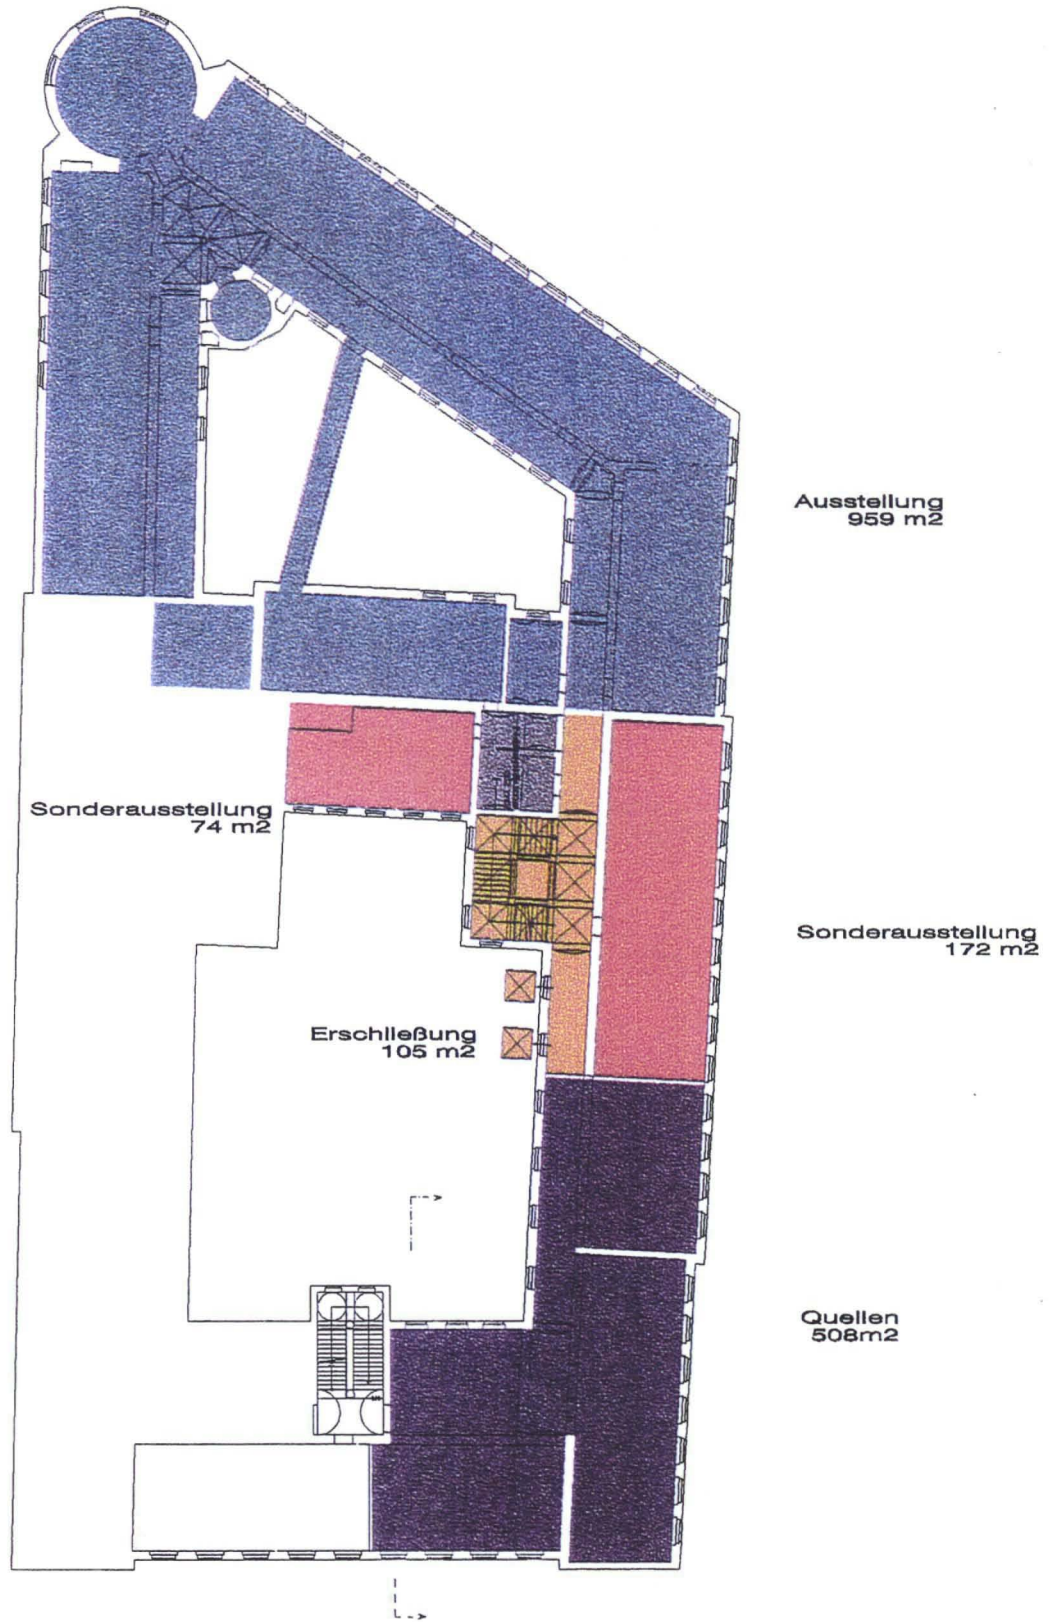 Ausstellung
959 m2
Sonderausstellung
74 m2
Sonderausstellung
172 m2
Erschließung
105 m2
Quellen
508m2